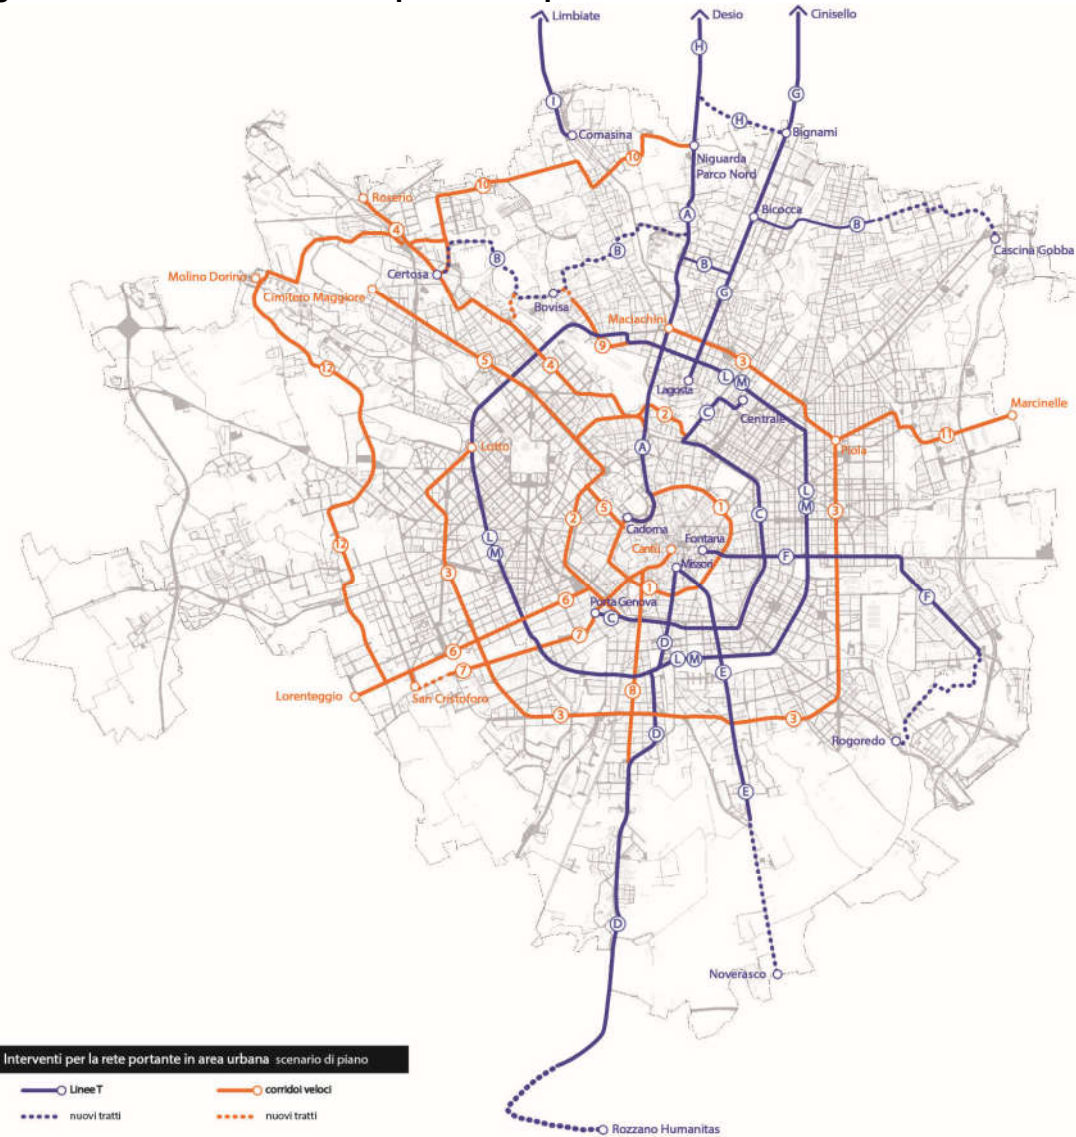 Limbiate
Desio
Cinisello
H
I
G
H
Comasina
Bignami
10
Niguarda
Parco Nord
10
Roserio
A
Bicocca
B
4
B
B
Cascina Gobba
B
Certosa
B
Molino Dorino
Cimitero Maggiore
G
Bovisa
Maciachini
9
3
5
4
12
L
M
Lagosta
C
Centrale
2
Marcinelle
11
A
Lotto
Piola
L
M
5
1
C
3
2
Cadorna
12
L
M
Cantù
Fontana
F
Missori
3
1
6
Porta Genova
C
F
7
D
6
7
L
M
E
San Cristoforo
Lorenteggio
8
3
3
D
Rogoredo
E
D
Noverasco
Interventi per la rete portante in area urbana scenario di piano
Linee T
corridoi veloci
nuovi tratti
nuovi tratti
Rozzano Humanitas